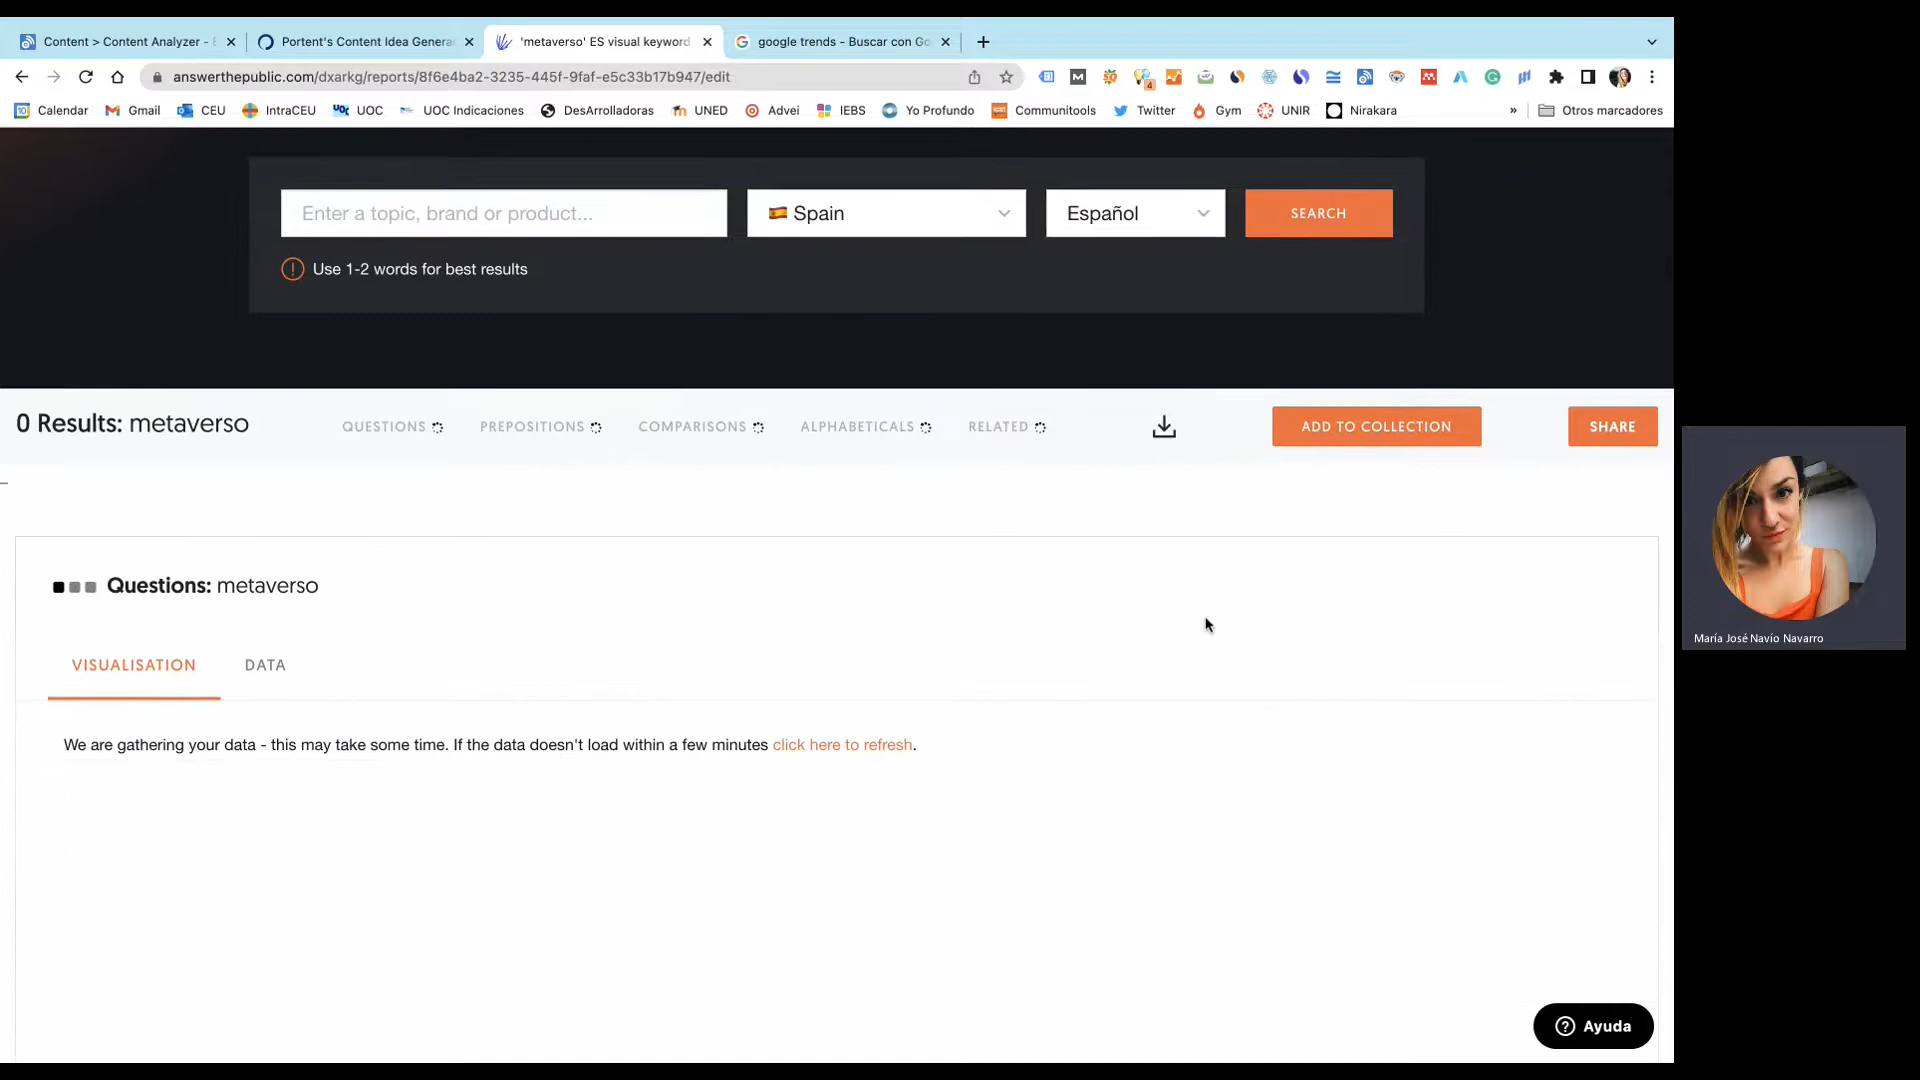 Content > Content Analyzer -
Portent's Content Idea Genera
'metaverso' ES visual keyword
google trends - Buscar con Go
answerthepublic.com/dxarkg/reports/8f6e4ba2-3235-445f-9faf-e5c33b17b947/edit
4
Calendar Gmail CEU IntraCEU UOC UOC Indicaciones DesArrolladoras UNED Advei IEBS Yo Profundo Communitools Twitter Gym UNIR Nirakara » Otros marcadores
Enter a topic, brand or product...
Spain
Español
SEARCH
Use 1-2 words for best results
0 Results: metaverso
QUESTIONS PREPOSITIONS COMPARISONS ALPHABETICALS RELATED
ADD TO COLLECTION
SHARE
Questions: metaverso
VISUALISATION DATA
We are gathering your data - this may take some time. If the data doesn't load within a few minutes click here to refresh.
Ayuda
María José Navío Navarro